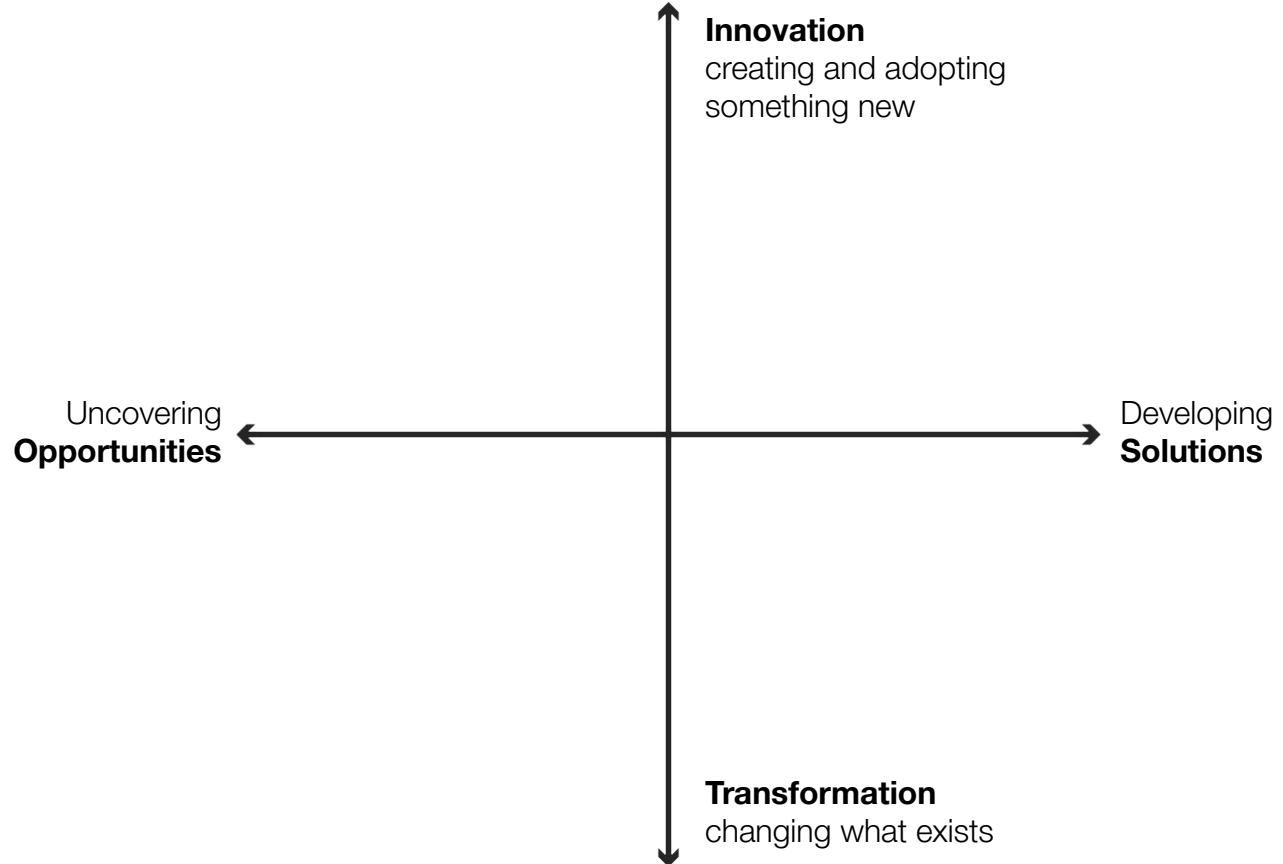 Innovation
creating and adopting
something new
Uncovering
Opportunities
Developing
Solutions
Transformation
changing what exists